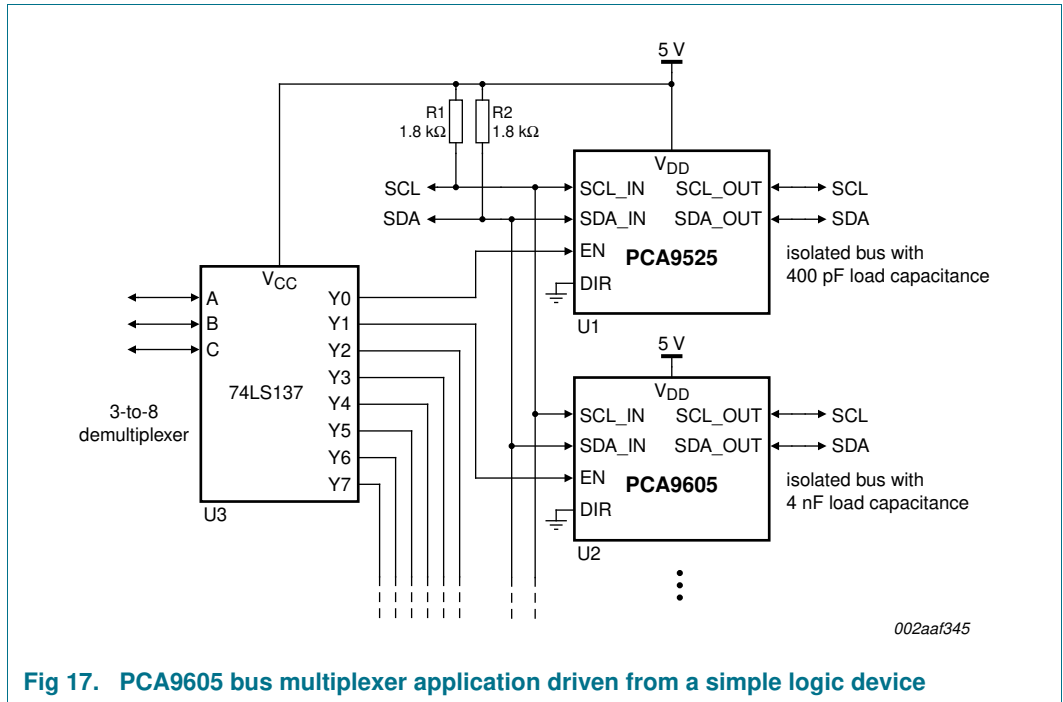 5 V
R1
1.8 kΩ
R2
1.8 kΩ
VDD
SCL
SCL_IN
SCL_OUT
SCL
SDA
SDA_IN
SDA_OUT
SDA
EN
PCA9525
isolated bus with
400 pF load capacitance
DIR
U1
VCC
A
Y0
B
Y1
C
Y2
Y3
74LS137
Y4
Y5
Y6
Y7
3-to-8
demultiplexer
U3
5 V
VDD
SCL_IN
SCL_OUT
SCL
SDA_IN
SDA_OUT
SDA
EN
PCA9605
isolated bus with
4 nF load capacitance
DIR
U2
002aaf345
Fig 17. PCA9605 bus multiplexer application driven from a simple logic device